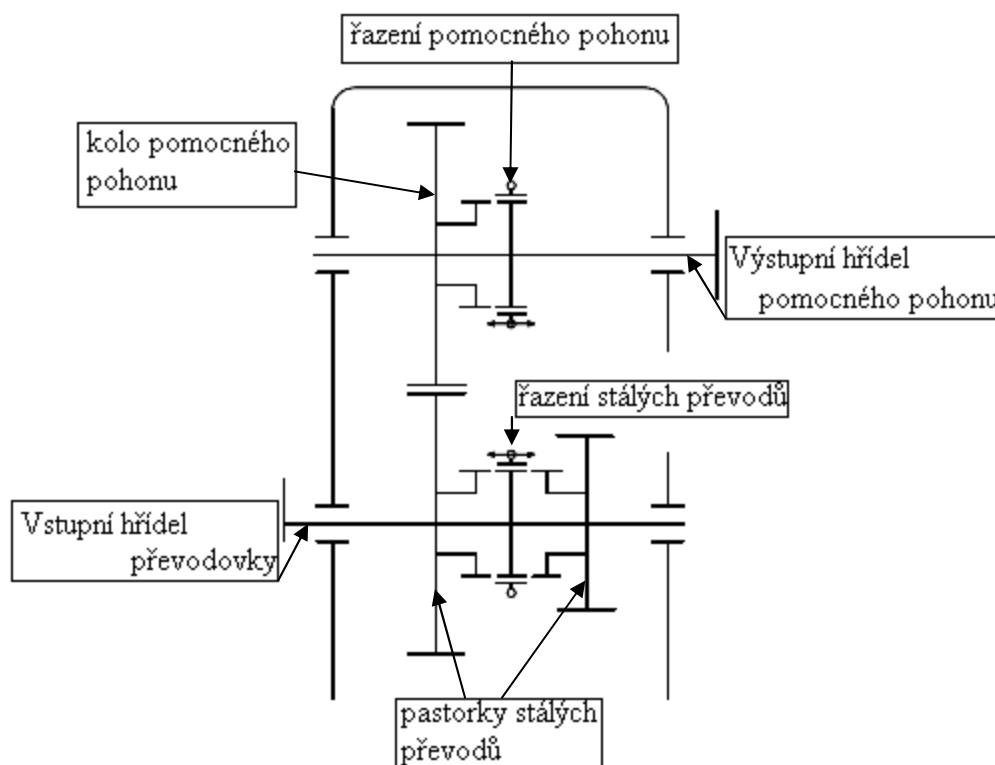 řazení pomocného pohonu
kolo pomocného
pohonu
Výstupní hřídel
pomocného pohonu
řazení stálých převodů
Vstupní hřídel
převodovky
pastorky stálých
převodů